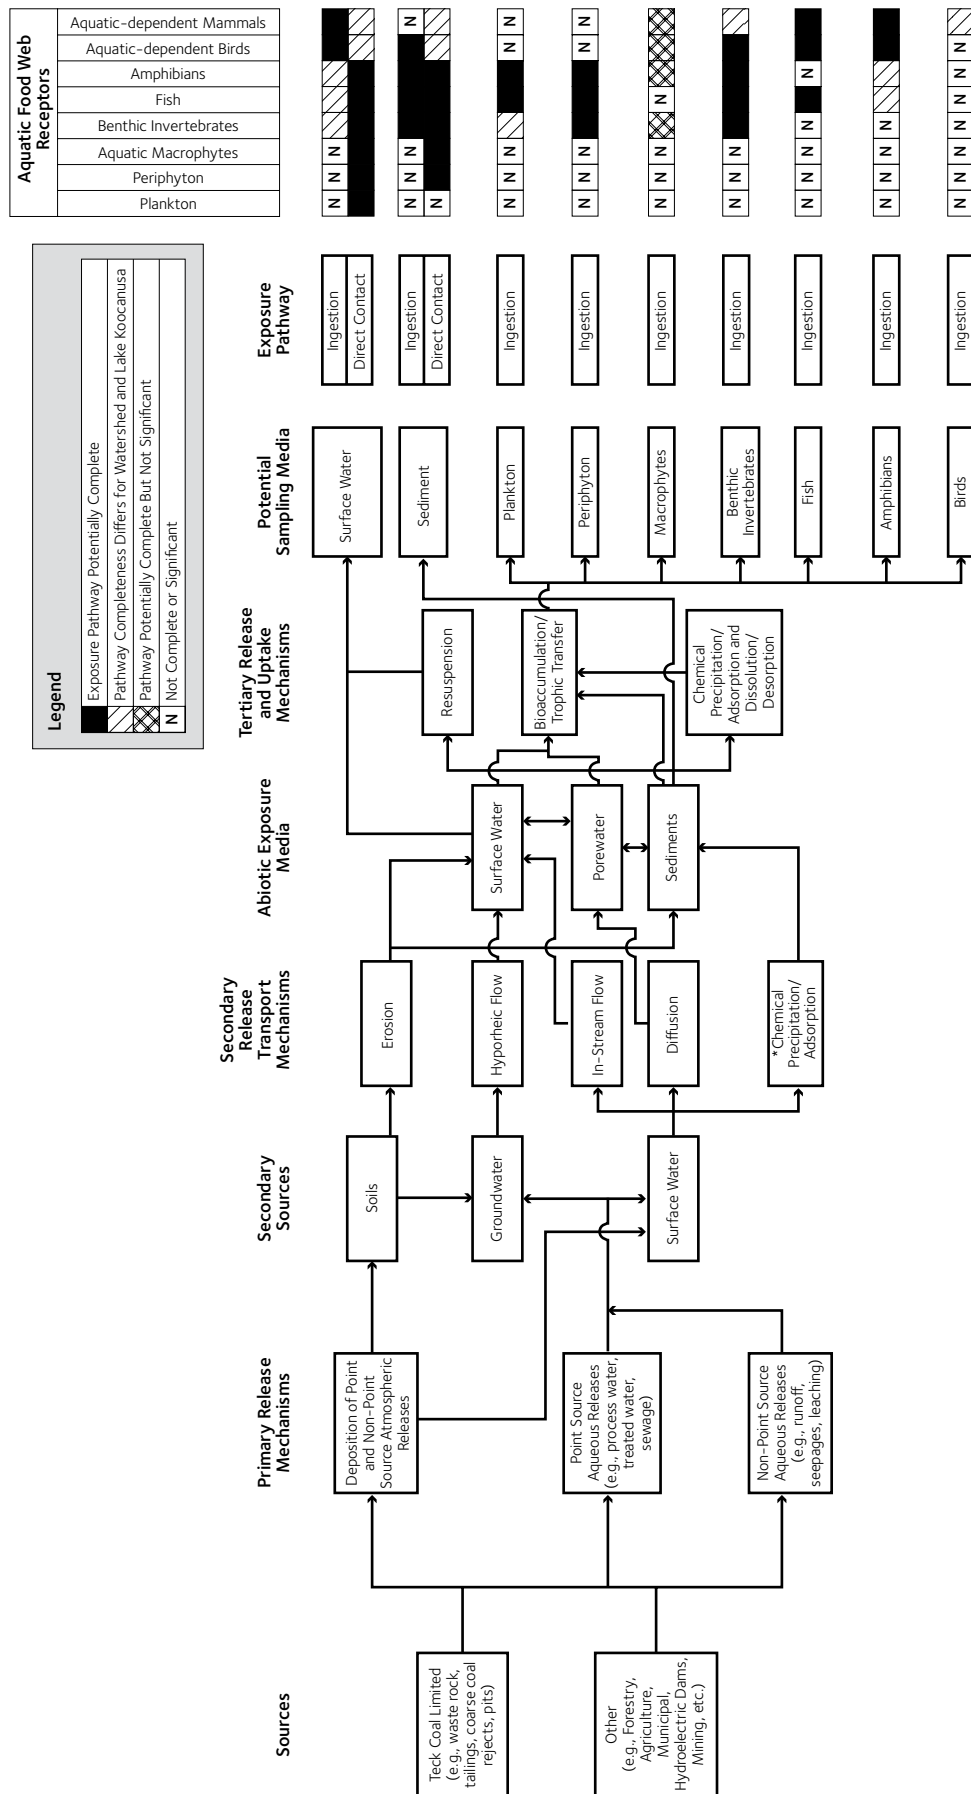 Sources
Teck Coal Limited
(e.g., waste rock,
tailings, coarse coal
rejects, pits)
Other
(e.g., Forestry,
Agriculture,
Municipal,
Hydroelectric Dams,
Mining, etc.)
Primary Release
Mechanisms
Deposition of Point
and Non-Point
Source Atmospheric
Releases
Point Source
Aqueous Releases
(e.g., process water,
treated water,
sewage)
Non-Point Source
Aqueous Releases
(e.g., runoff,
seepages, leaching)
Secondary
Sources
Soils
Groundwater
Surface Water
Secondary
Release
Transport
Mechanisms
Erosion
Hyporheic Flow
In-Stream Flow
Diffusion
*Chemical
Precipitation/
Adsorption
Abiotic Exposure
Media
Surface Water
Porewater
Sediments
Tertiary Release
and Uptake
Mechanisms
Resuspension
Bioaccumulation/
Trophic Transfer
Chemical
Precipitation/
Adsorption and
Dissolution/
Desorption
Potential
Sampling Media
Surface Water
Sediment
Plankton
Periphyton
Macrophytes
Benthic
Invertebrates
Fish
Amphibians
Birds
Exposure
Pathway
Ingestion
Direct Contact
Ingestion
Direct Contact
Ingestion
Ingestion
Ingestion
Ingestion
Ingestion
Ingestion
Ingestion
Legend
Exposure Pathway Potentially Complete
Pathway Completeness Differs for Watershed and Lake Koocanusa
Pathway Potentially Complete But Not Significant
N Not Complete or Significant
Aquatic Food Web
Receptors
Aquatic-dependent Mammals
Aquatic-dependent Birds
Amphibians
Fish
Benthic Invertebrates
Aquatic Macrophytes
Periphyton
Plankton
N N N
N N N N
N
N N N N N
N N N N N
N N N N N
N N N
N N N N N
N N N N
N N N N N N N